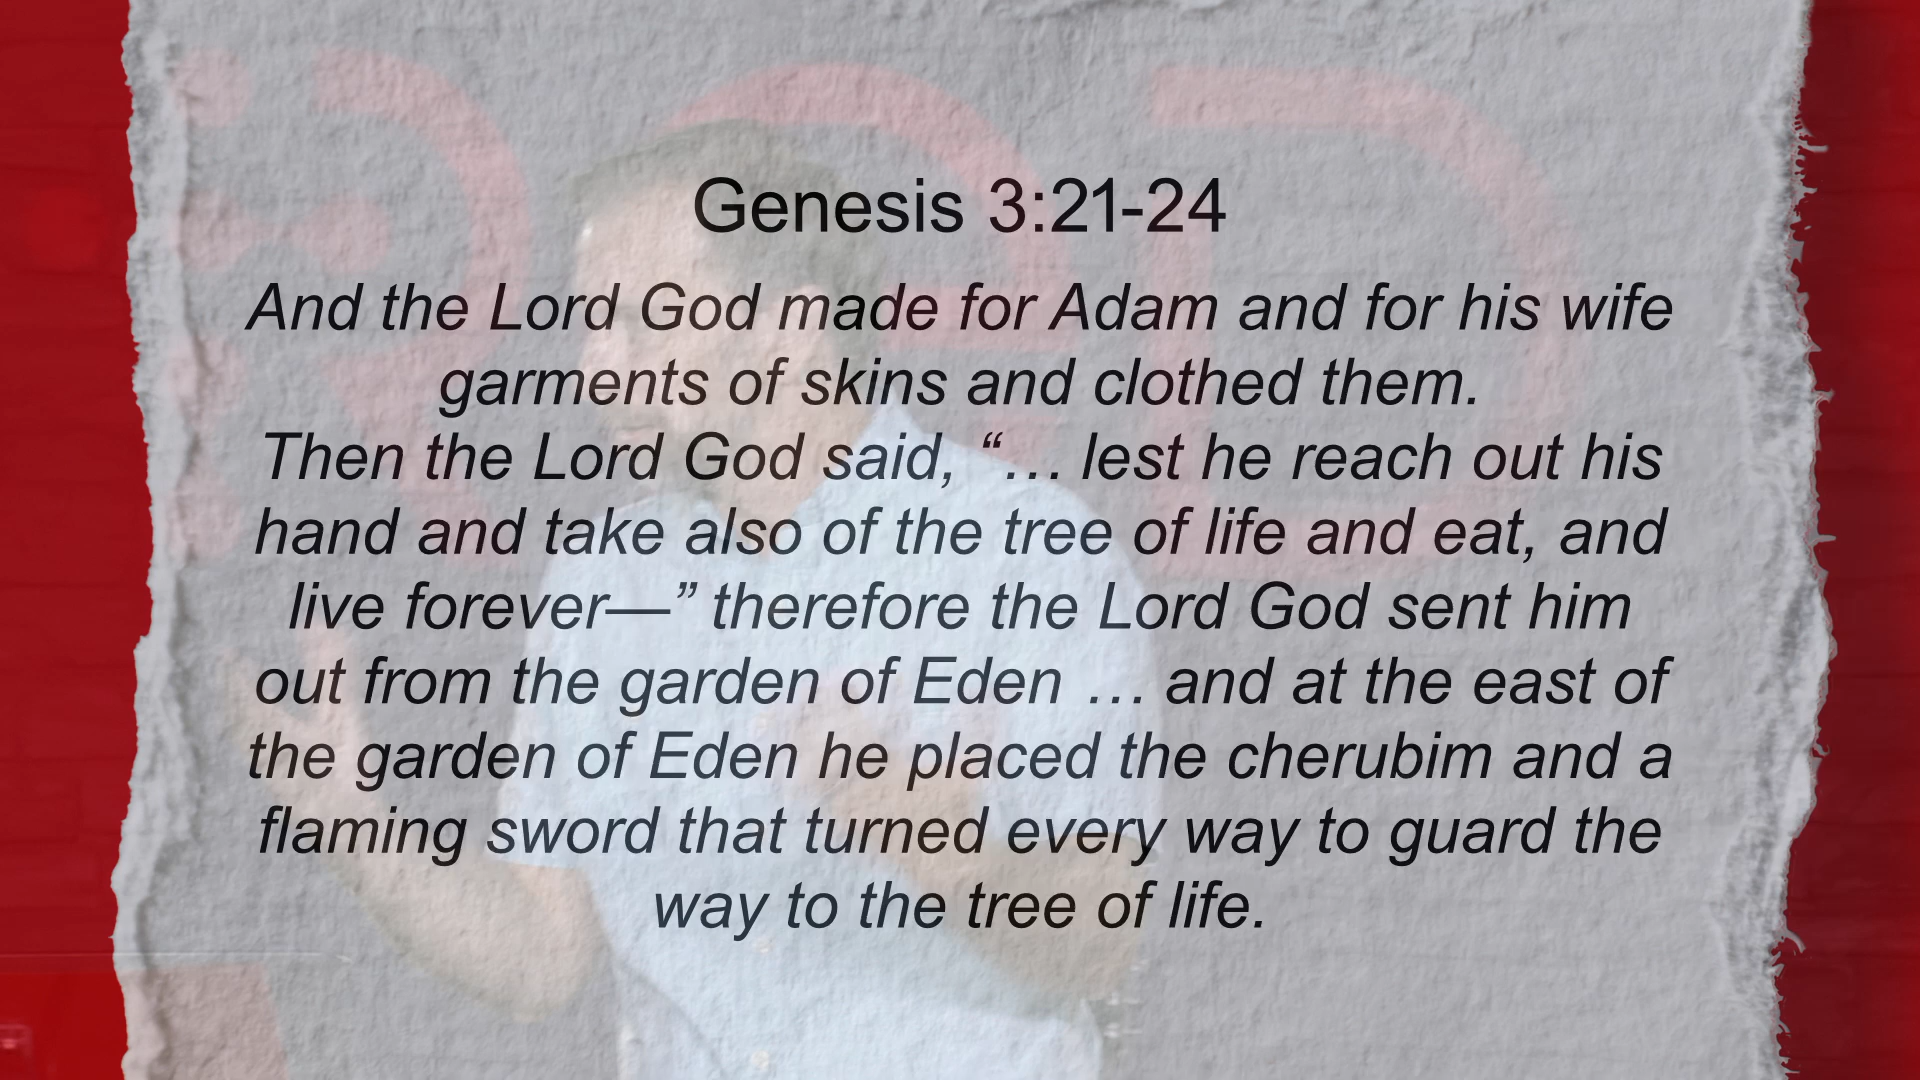 Genesis 3:21-24
And the Lord God made for Adam and for his wife
garments of skins and clothed them.
Then the Lord God said, “… lest he reach out his
hand and take also of the tree of life and eat, and
live forever—” therefore the Lord God sent him
out from the garden of Eden … and at the east of
the garden of Eden he placed the cherubim and a
flaming sword that turned every way to guard the
way to the tree of life.